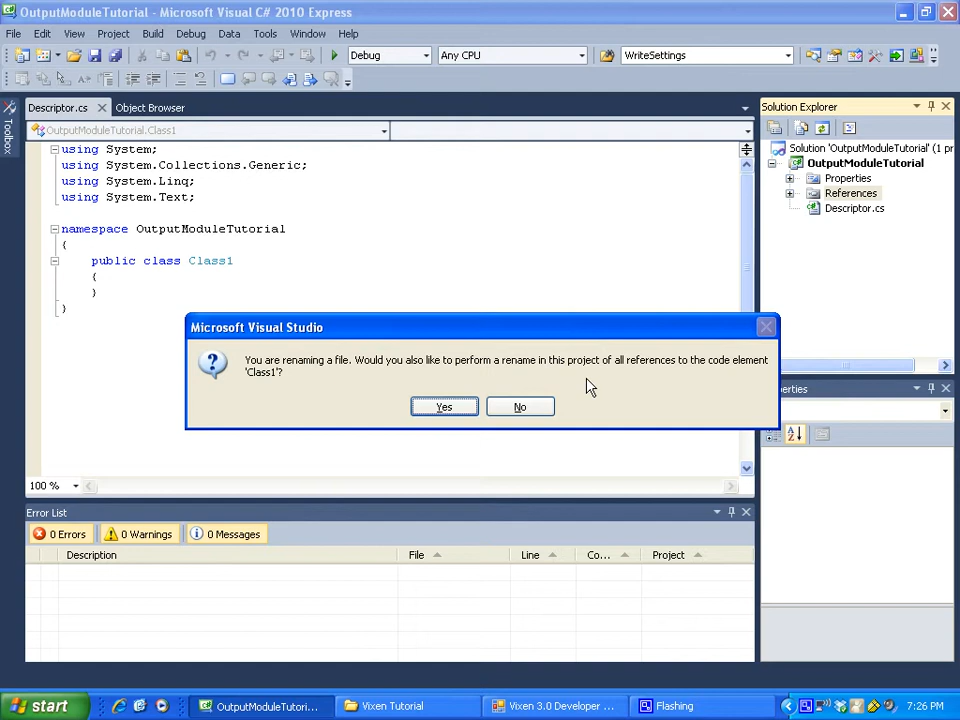 OutputModuleTutorial - Microsoft Visual C# 2010 Express
File Edit View Project Build Debug Data Tools Window Help
Debug Any CPU WriteSettings
Descriptor.cs Object Browser
OutputModuleTutorial.Class1
Toolbox
using System;
using System.Collections.Generic;
using System.Linq;
using System.Text;
namespace OutputModuleTutorial
{
public class Class1
{
}
}
100 %
Solution Explorer
Solution 'OutputModuleTutorial' (1 pr
OutputModuleTutorial
Properties
References
Descriptor.cs
Microsoft Visual Studio
You are renaming a file. Would you also like to perform a rename in this project of all references to the code element
'Class1'?
Yes No
operties
Error List
0 Errors 0 Warnings 0 Messages
Description File Line Co... Project
start OutputModuleTutori... Vixen Tutorial Vixen 3.0 Developer ... Flashing 7:26 PM